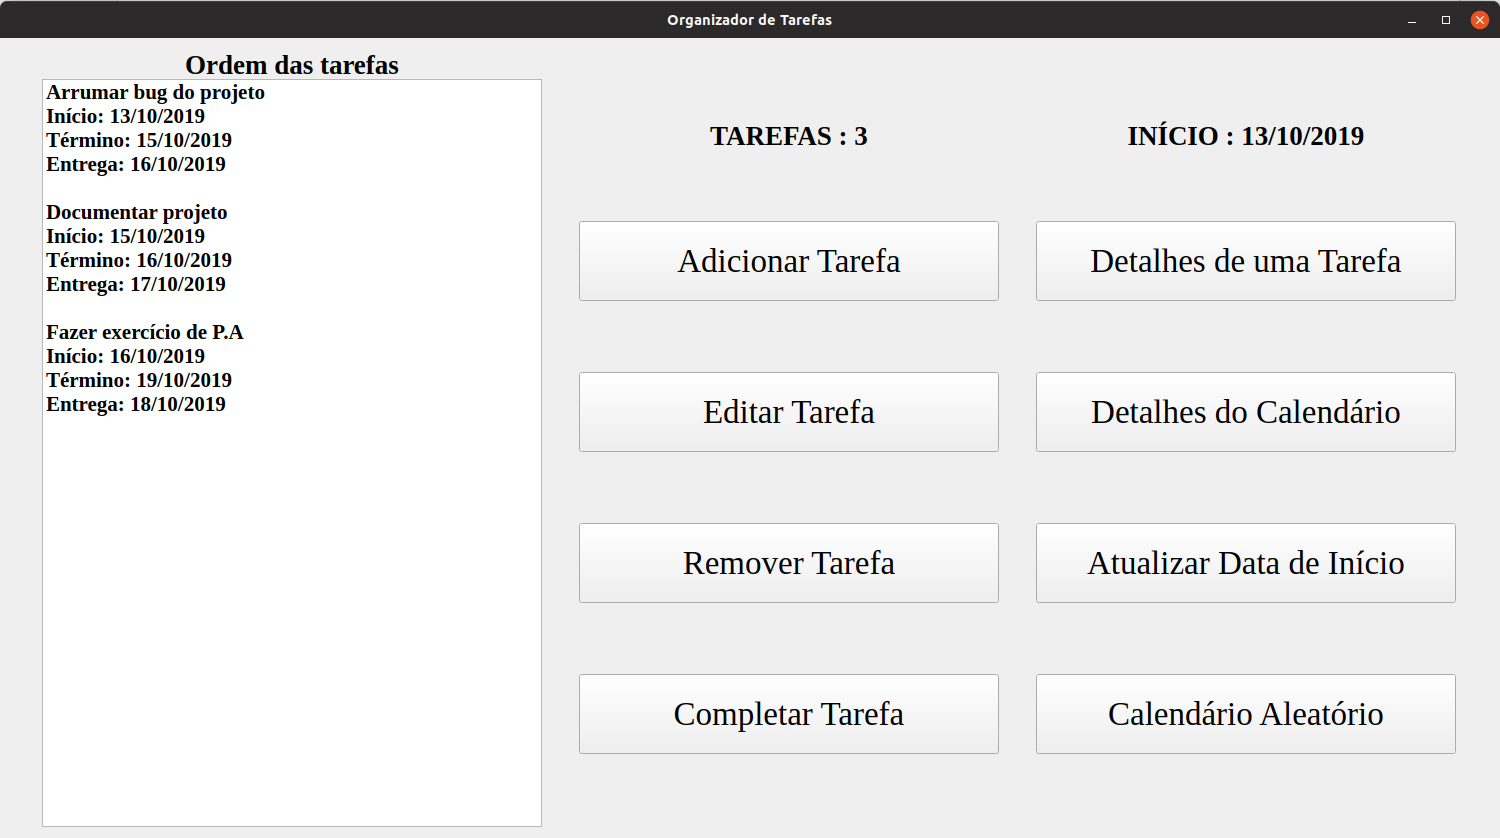 Organizador de Tarefas
Ordem das tarefas
Arrumar bug do projeto
Início: 13/10/2019
Término: 15/10/2019
Entrega: 16/10/2019
Documentar projeto
Início: 15/10/2019
Término: 16/10/2019
Entrega: 17/10/2019
Fazer exercício de P.A
Início: 16/10/2019
Término: 19/10/2019
Entrega: 18/10/2019
TAREFAS : 3
INÍCIO : 13/10/2019
Adicionar Tarefa
Detalhes de uma Tarefa
Editar Tarefa
Detalhes do Calendário
Remover Tarefa
Atualizar Data de Início
Completar Tarefa
Calendário Aleatório